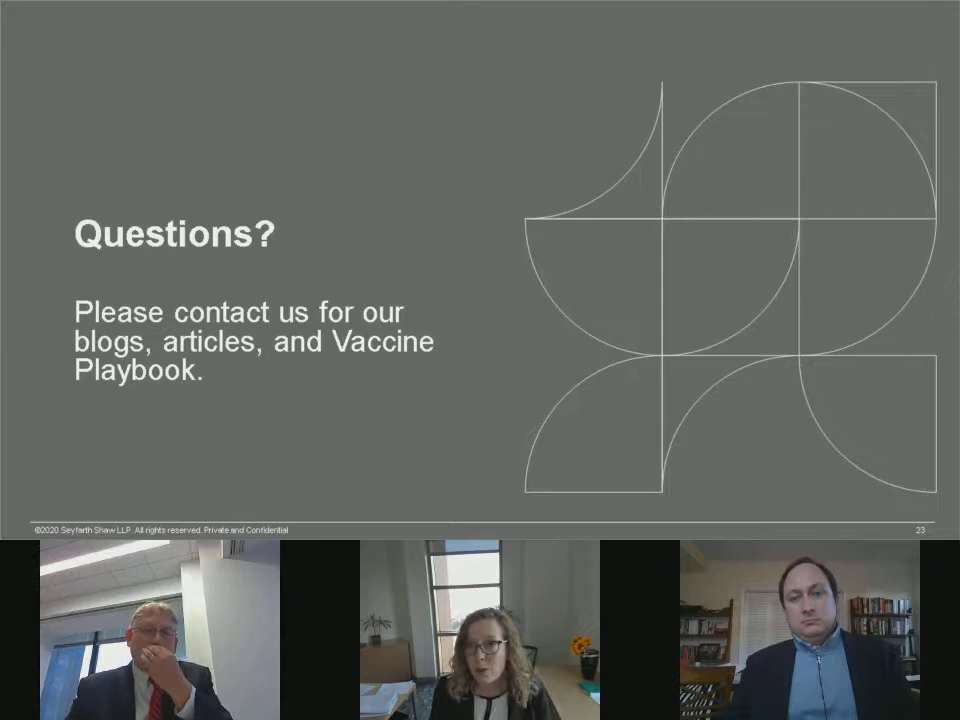 Questions?
Please contact us for our
blogs, articles, and Vaccine
Playbook.
©2020 Seyfarth Shaw LLP. All rights reserved. Private and Confidential
23